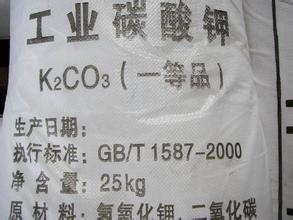 工业碳酸钾
K₂CO₃（一等品）
生产日期：
执行标准：GB/T 1587-2000
净含量：25kg
原材料：氢氧化钾、二氧化碳